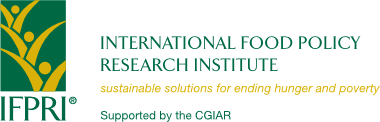 INTERNATIONAL FOOD POLICY
RESEARCH INSTITUTE
sustainable solutions for ending hunger and poverty
Supported by the CGIAR
IFPRI®